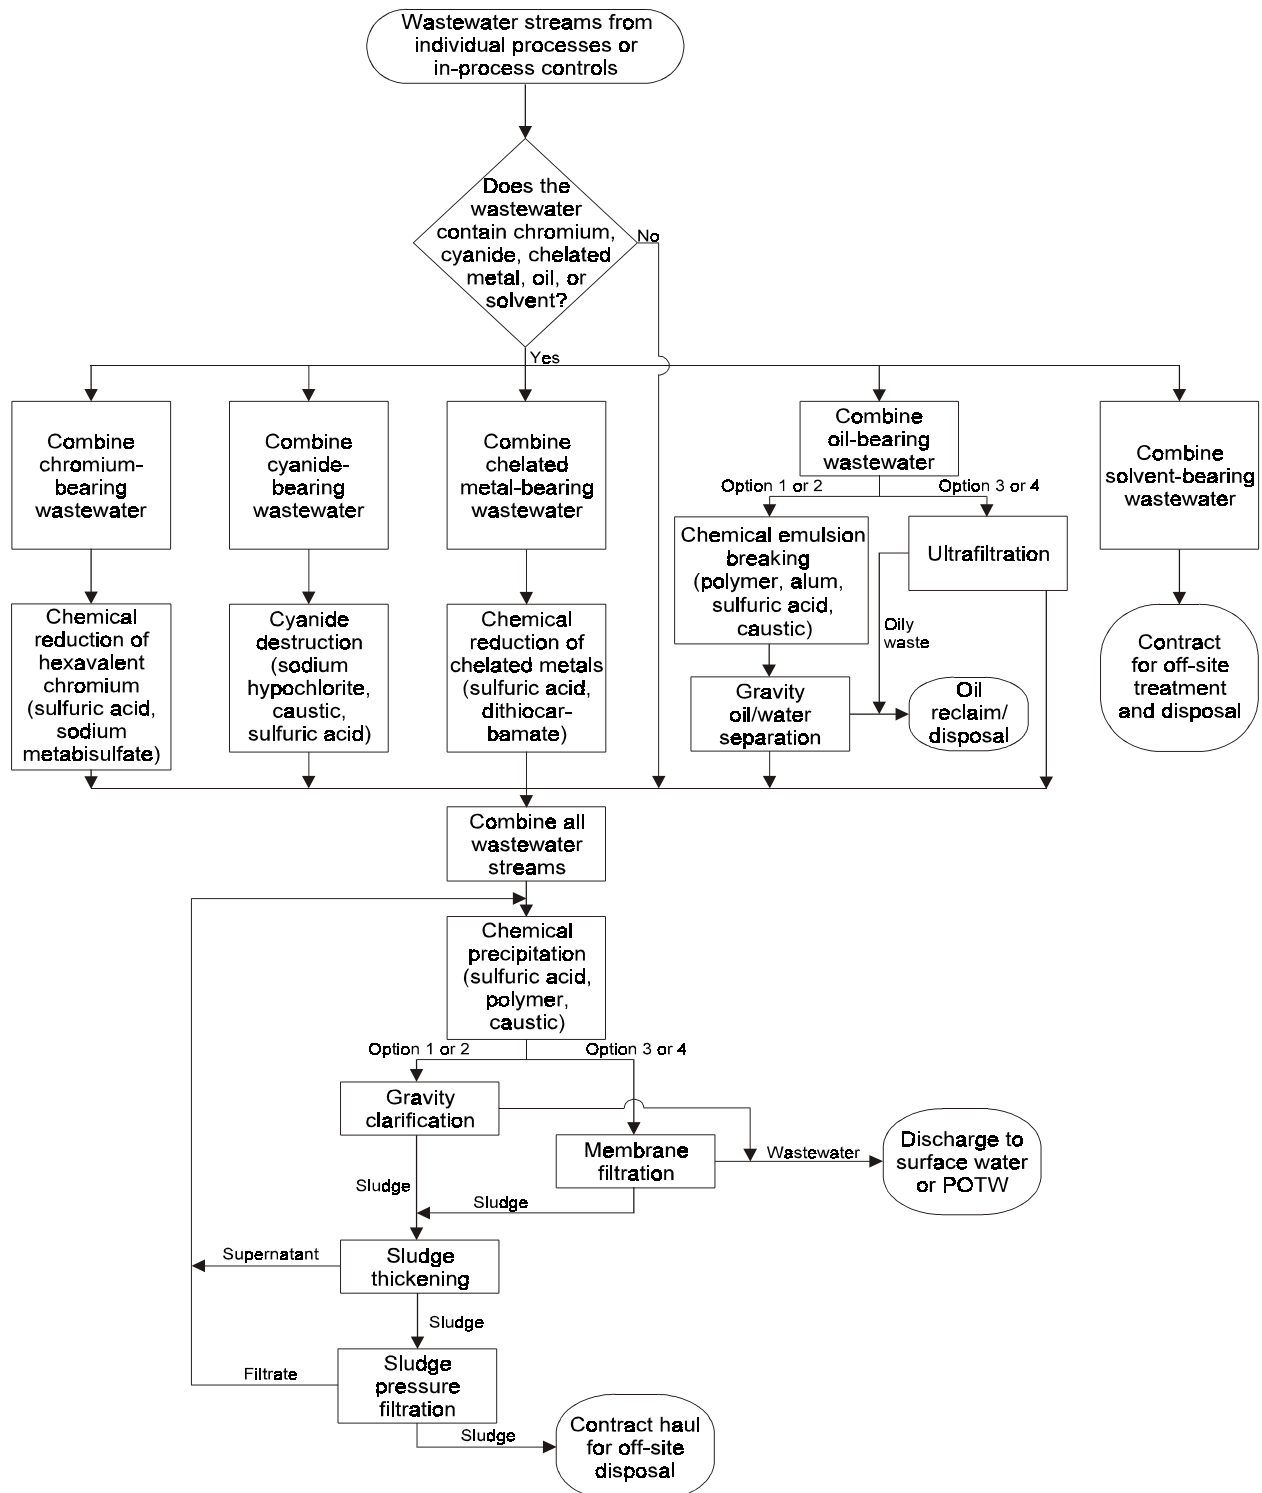 Wastewater streams from
individual processes or
in-process controls
Does the
wastewater
contain chromium,
cyanide, chelated
metal, oil, or
solvent?
No
Yes
Combine
chromium-
bearing
wastewater
Combine
cyanide-
bearing
wastewater
Combine
chelated
metal-bearing
wastewater
Combine
oil-bearing
wastewater
Combine
solvent-bearing
wastewater
Option 1 or 2
Option 3 or 4
Chemical emulsion
breaking
(polymer, alum,
sulfuric acid,
caustic)
Ultrafiltration
Chemical
reduction of
hexavalent
chromium
(sulfuric acid,
sodium
metabisulfate)
Cyanide
destruction
(sodium
hypochlorite,
caustic,
sulfuric acid)
Chemical
reduction of
chelated metals
(sulfuric acid,
dithiocar-
bamate)
Oily
waste
Gravity
oil/water
separation
Oil
reclaim/
disposal
Contract
for off-site
treatment
and disposal
Combine all
wastewater
streams
Chemical
precipitation
(sulfuric acid,
polymer,
caustic)
Option 1 or 2
Option 3 or 4
Gravity
clarification
Membrane
filtration
Wastewater
Discharge to
surface water
or POTW
Sludge
Sludge
Supernatant
Sludge
thickening
Sludge
Filtrate
Sludge
pressure
filtration
Sludge
Contract haul
for off-site
disposal